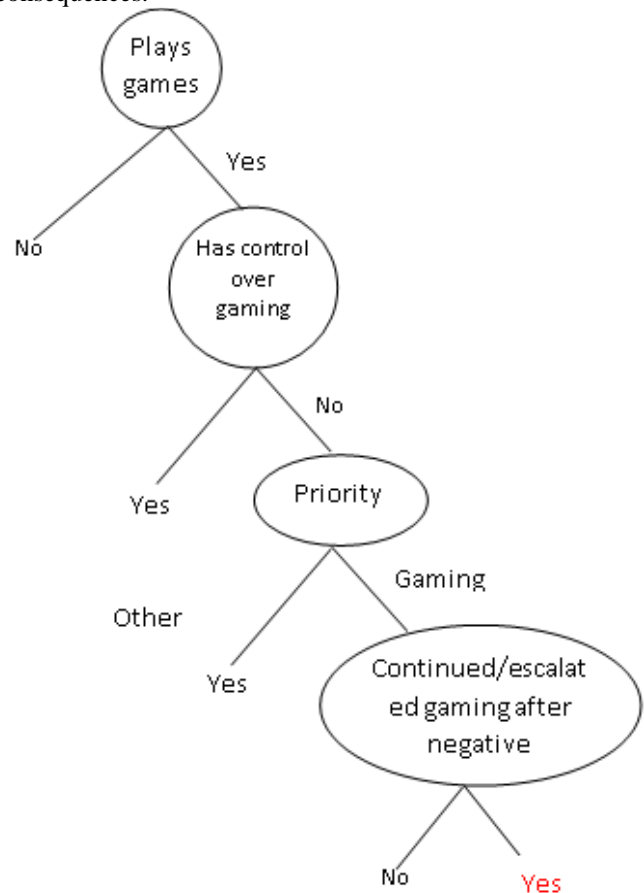 consequences.
Plays
games
Yes
No
Has control
over
gaming
No
Yes
Priority
Gaming
Other
Yes
Continued/escalat
ed gaming after
negative
No
Yes